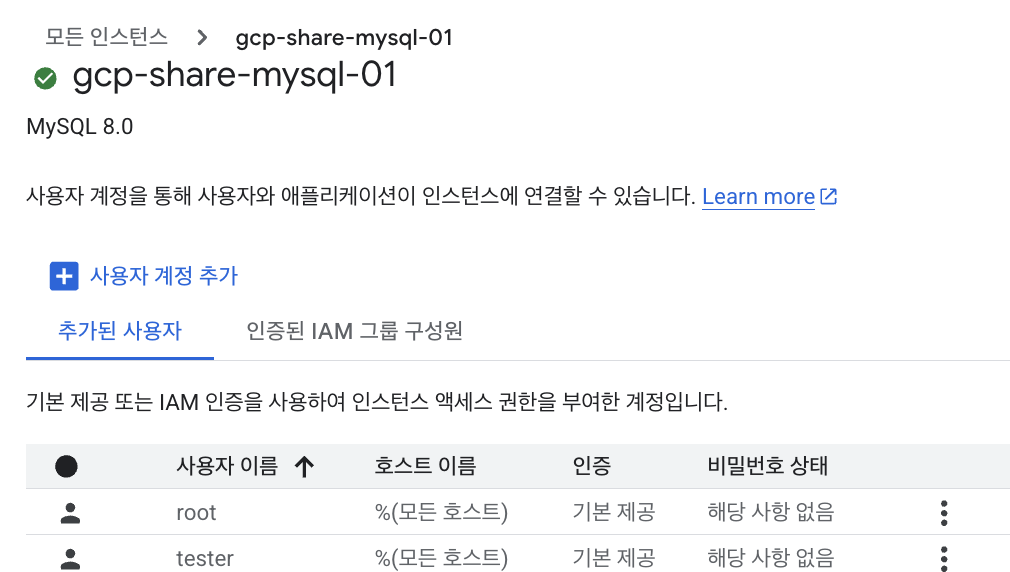 모든 인스턴스 > gcp-share-mysql-01
gcp-share-mysql-01
MySQL 8.0
사용자 계정을 통해 사용자와 애플리케이션이 인스턴스에 연결할 수 있습니다. Learn more
사용자 계정 추가
추가된 사용자 인증된 IAM 그룹 구성원
기본 제공 또는 IAM 인증을 사용하여 인스턴스 액세스 권한을 부여한 계정입니다.
사용자 이름 ↑ 호스트 이름 인증 비밀번호 상태
root %(모든 호스트) 기본 제공 해당 사항 없음
tester %(모든 호스트) 기본 제공 해당 사항 없음